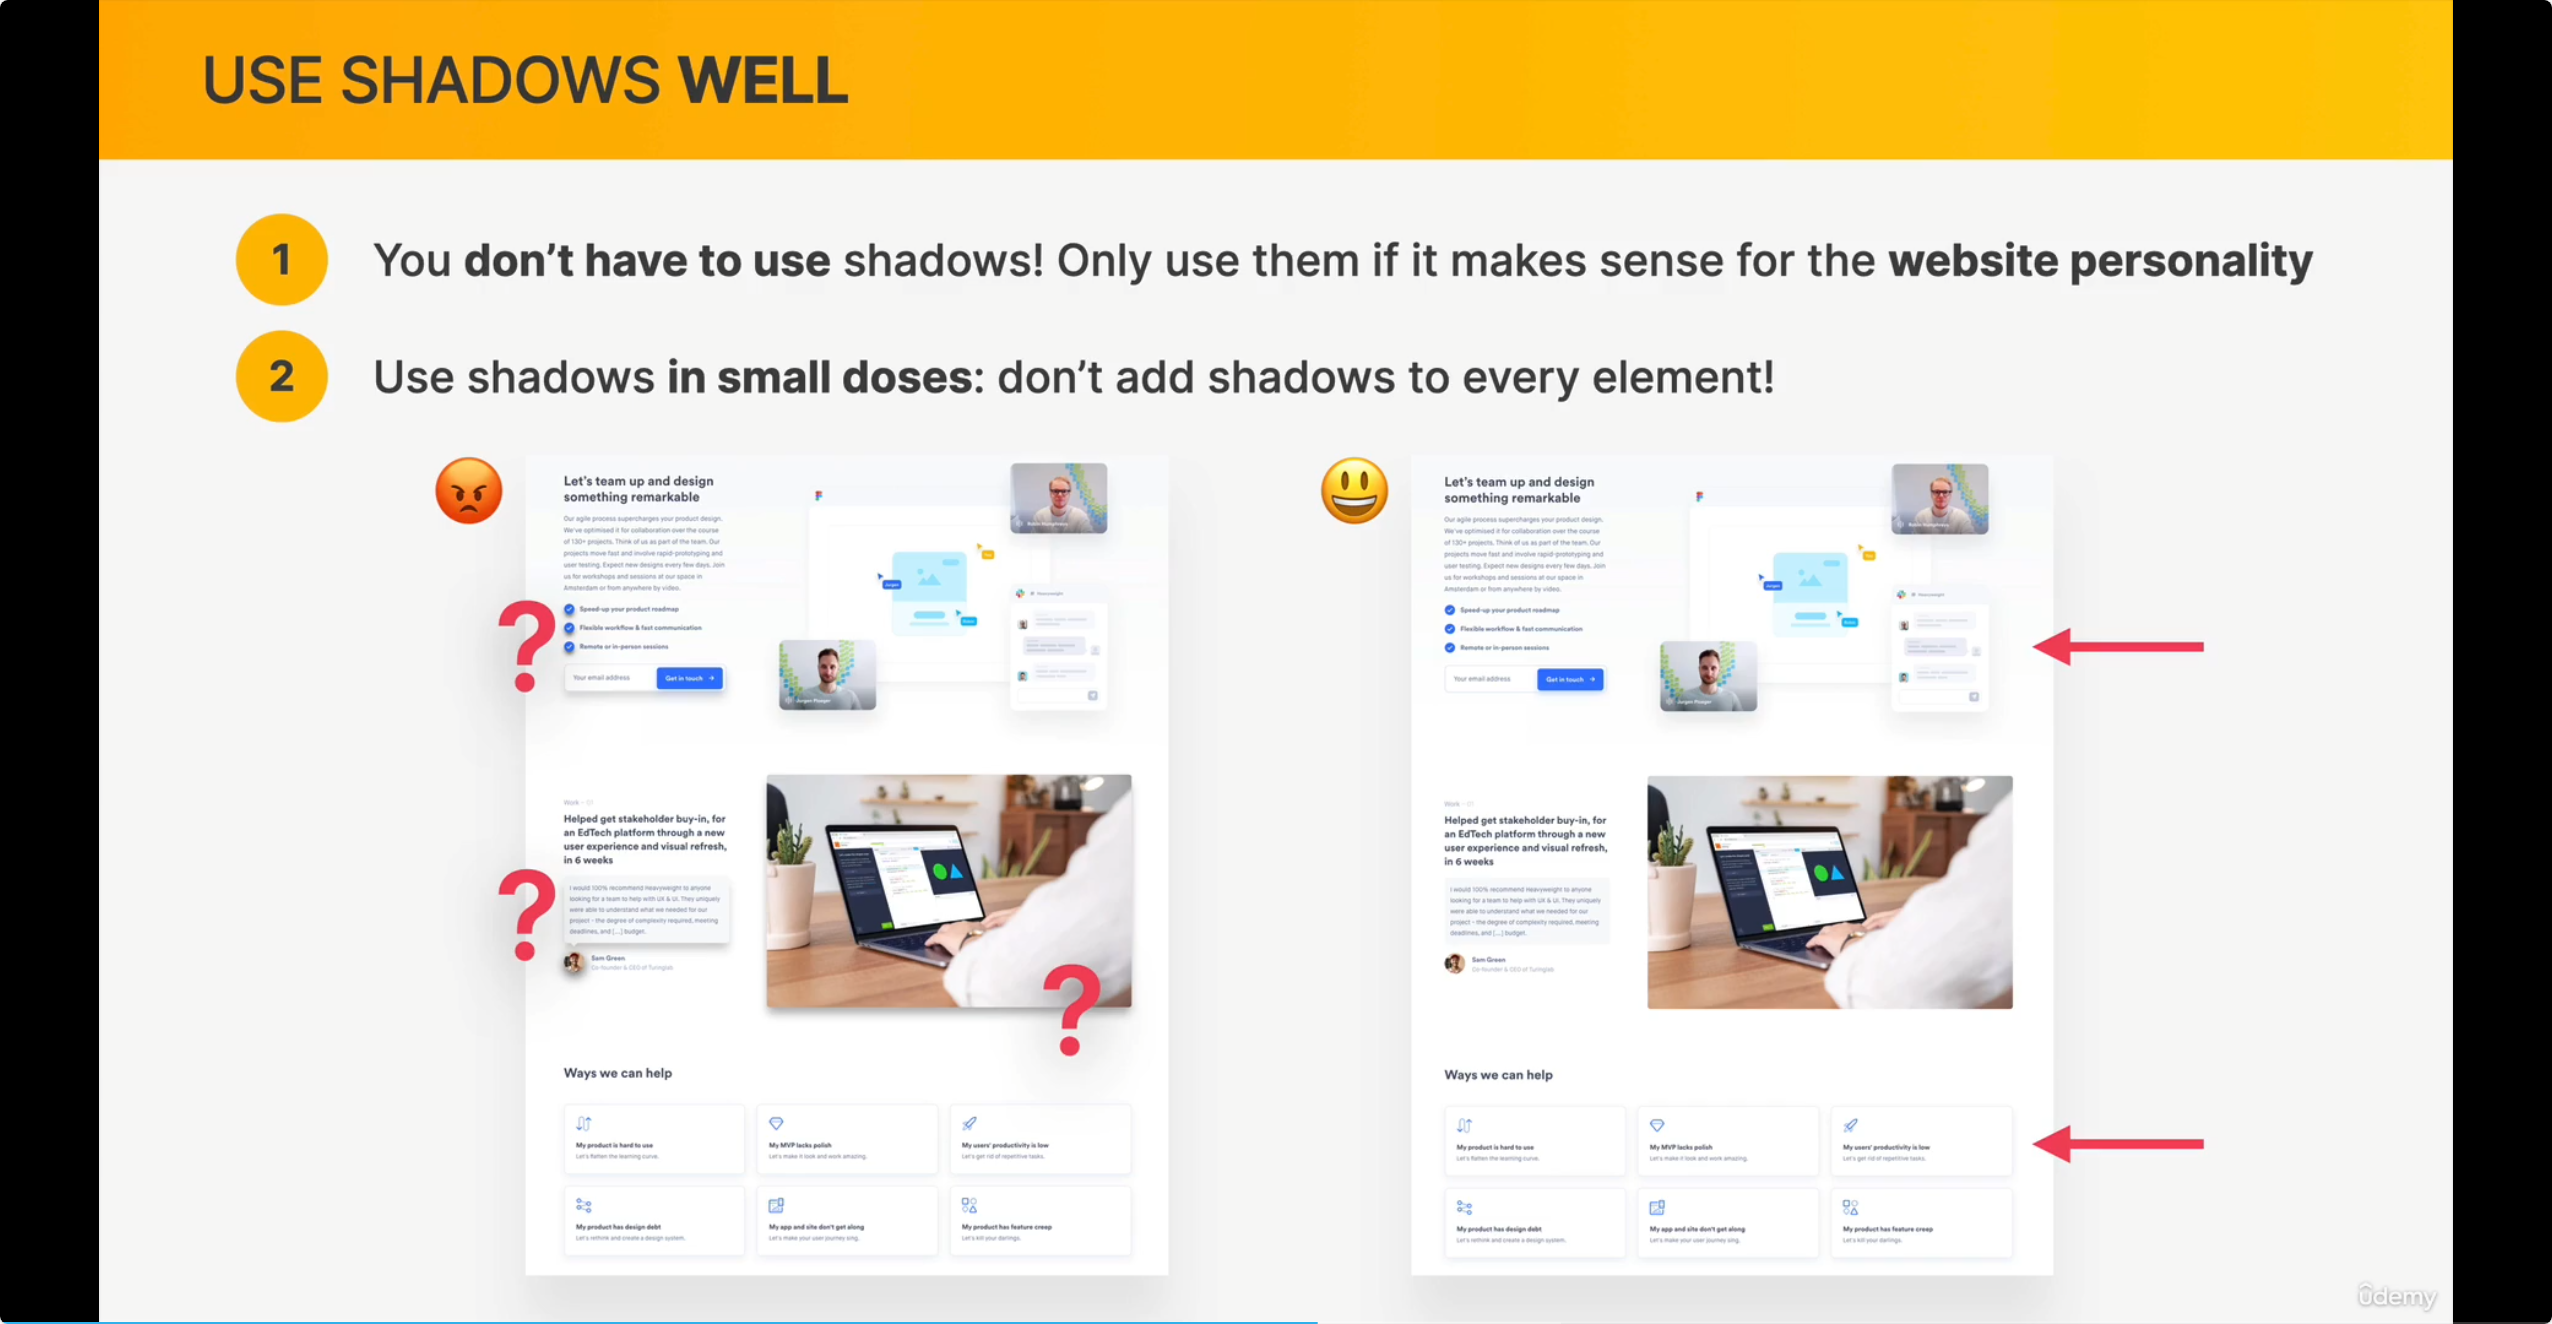 USE SHADOWS WELL
1
You don't have to use shadows! Only use them if it makes sense for the website personality
2
Use shadows in small doses: don't add shadows to every element!
Let's team up and design
something remarkable
Our agile process supercharges your product design.
We've optimised it for collaboration over the course
of 130+ projects. Think of us as part of the team. Our
projects move fast and involve rapid-prototyping and
user testing. Expect new designs every few days. Join
us for workshops and sessions at our space in
Amsterdam or from anywhere by video.
Speed-up your product roadmap
Flexible workflow & fast communication
Remote or in-person sessions
Your email address
Get in touch →
Heavyweight
?
Work
Helped get stakeholder buy-in, for
an EdTech platform through a new
user experience and visual refresh,
in 6 weeks
I would 100% recommend Heavyweight to anyone
looking for a team to help with UX & UI. They uniquely
were able to understand what we needed for our
project - the degree of complexity required, meeting
deadlines, and [...] budget.
Sam Green
Co-founder & CEO of Turinglab
?
?
Ways we can help
My product is hard to use
Let's flatten the learning curve.
My MVP lacks polish
Let's make it look and work amazing.
My users' productivity is low
Let's get rid of repetitive tasks.
My product has design debt
Let's rethink and create a design system.
My app and site don't get along
Let's make your user journey sing.
My product has feature creep
Let's kill your darlings.
Let's team up and design
something remarkable
Our agile process supercharges your product design.
We've optimised it for collaboration over the course
of 130+ projects. Think of us as part of the team. Our
projects move fast and involve rapid-prototyping and
user testing. Expect new designs every few days. Join
us for workshops and sessions at our space in
Amsterdam or from anywhere by video.
Speed-up your product roadmap
Flexible workflow & fast communication
Remote or in-person sessions
Your email address
Get in touch →
Heavyweight
Work
Helped get stakeholder buy-in, for
an EdTech platform through a new
user experience and visual refresh,
in 6 weeks
I would 100% recommend Heavyweight to anyone
looking for a team to help with UX & UI. They uniquely
were able to understand what we needed for our
project - the degree of complexity required, meeting
deadlines, and [...] budget.
Sam Green
Co-founder & CEO of Turinglab
Ways we can help
My product is hard to use
Let's flatten the learning curve.
My MVP lacks polish
Let's make it look and work amazing.
My users' productivity is low
Let's get rid of repetitive tasks.
My product has design debt
Let's rethink and create a design system.
My app and site don't get along
Let's make your user journey sing.
My product has feature creep
Let's kill your darlings.
ûdemy